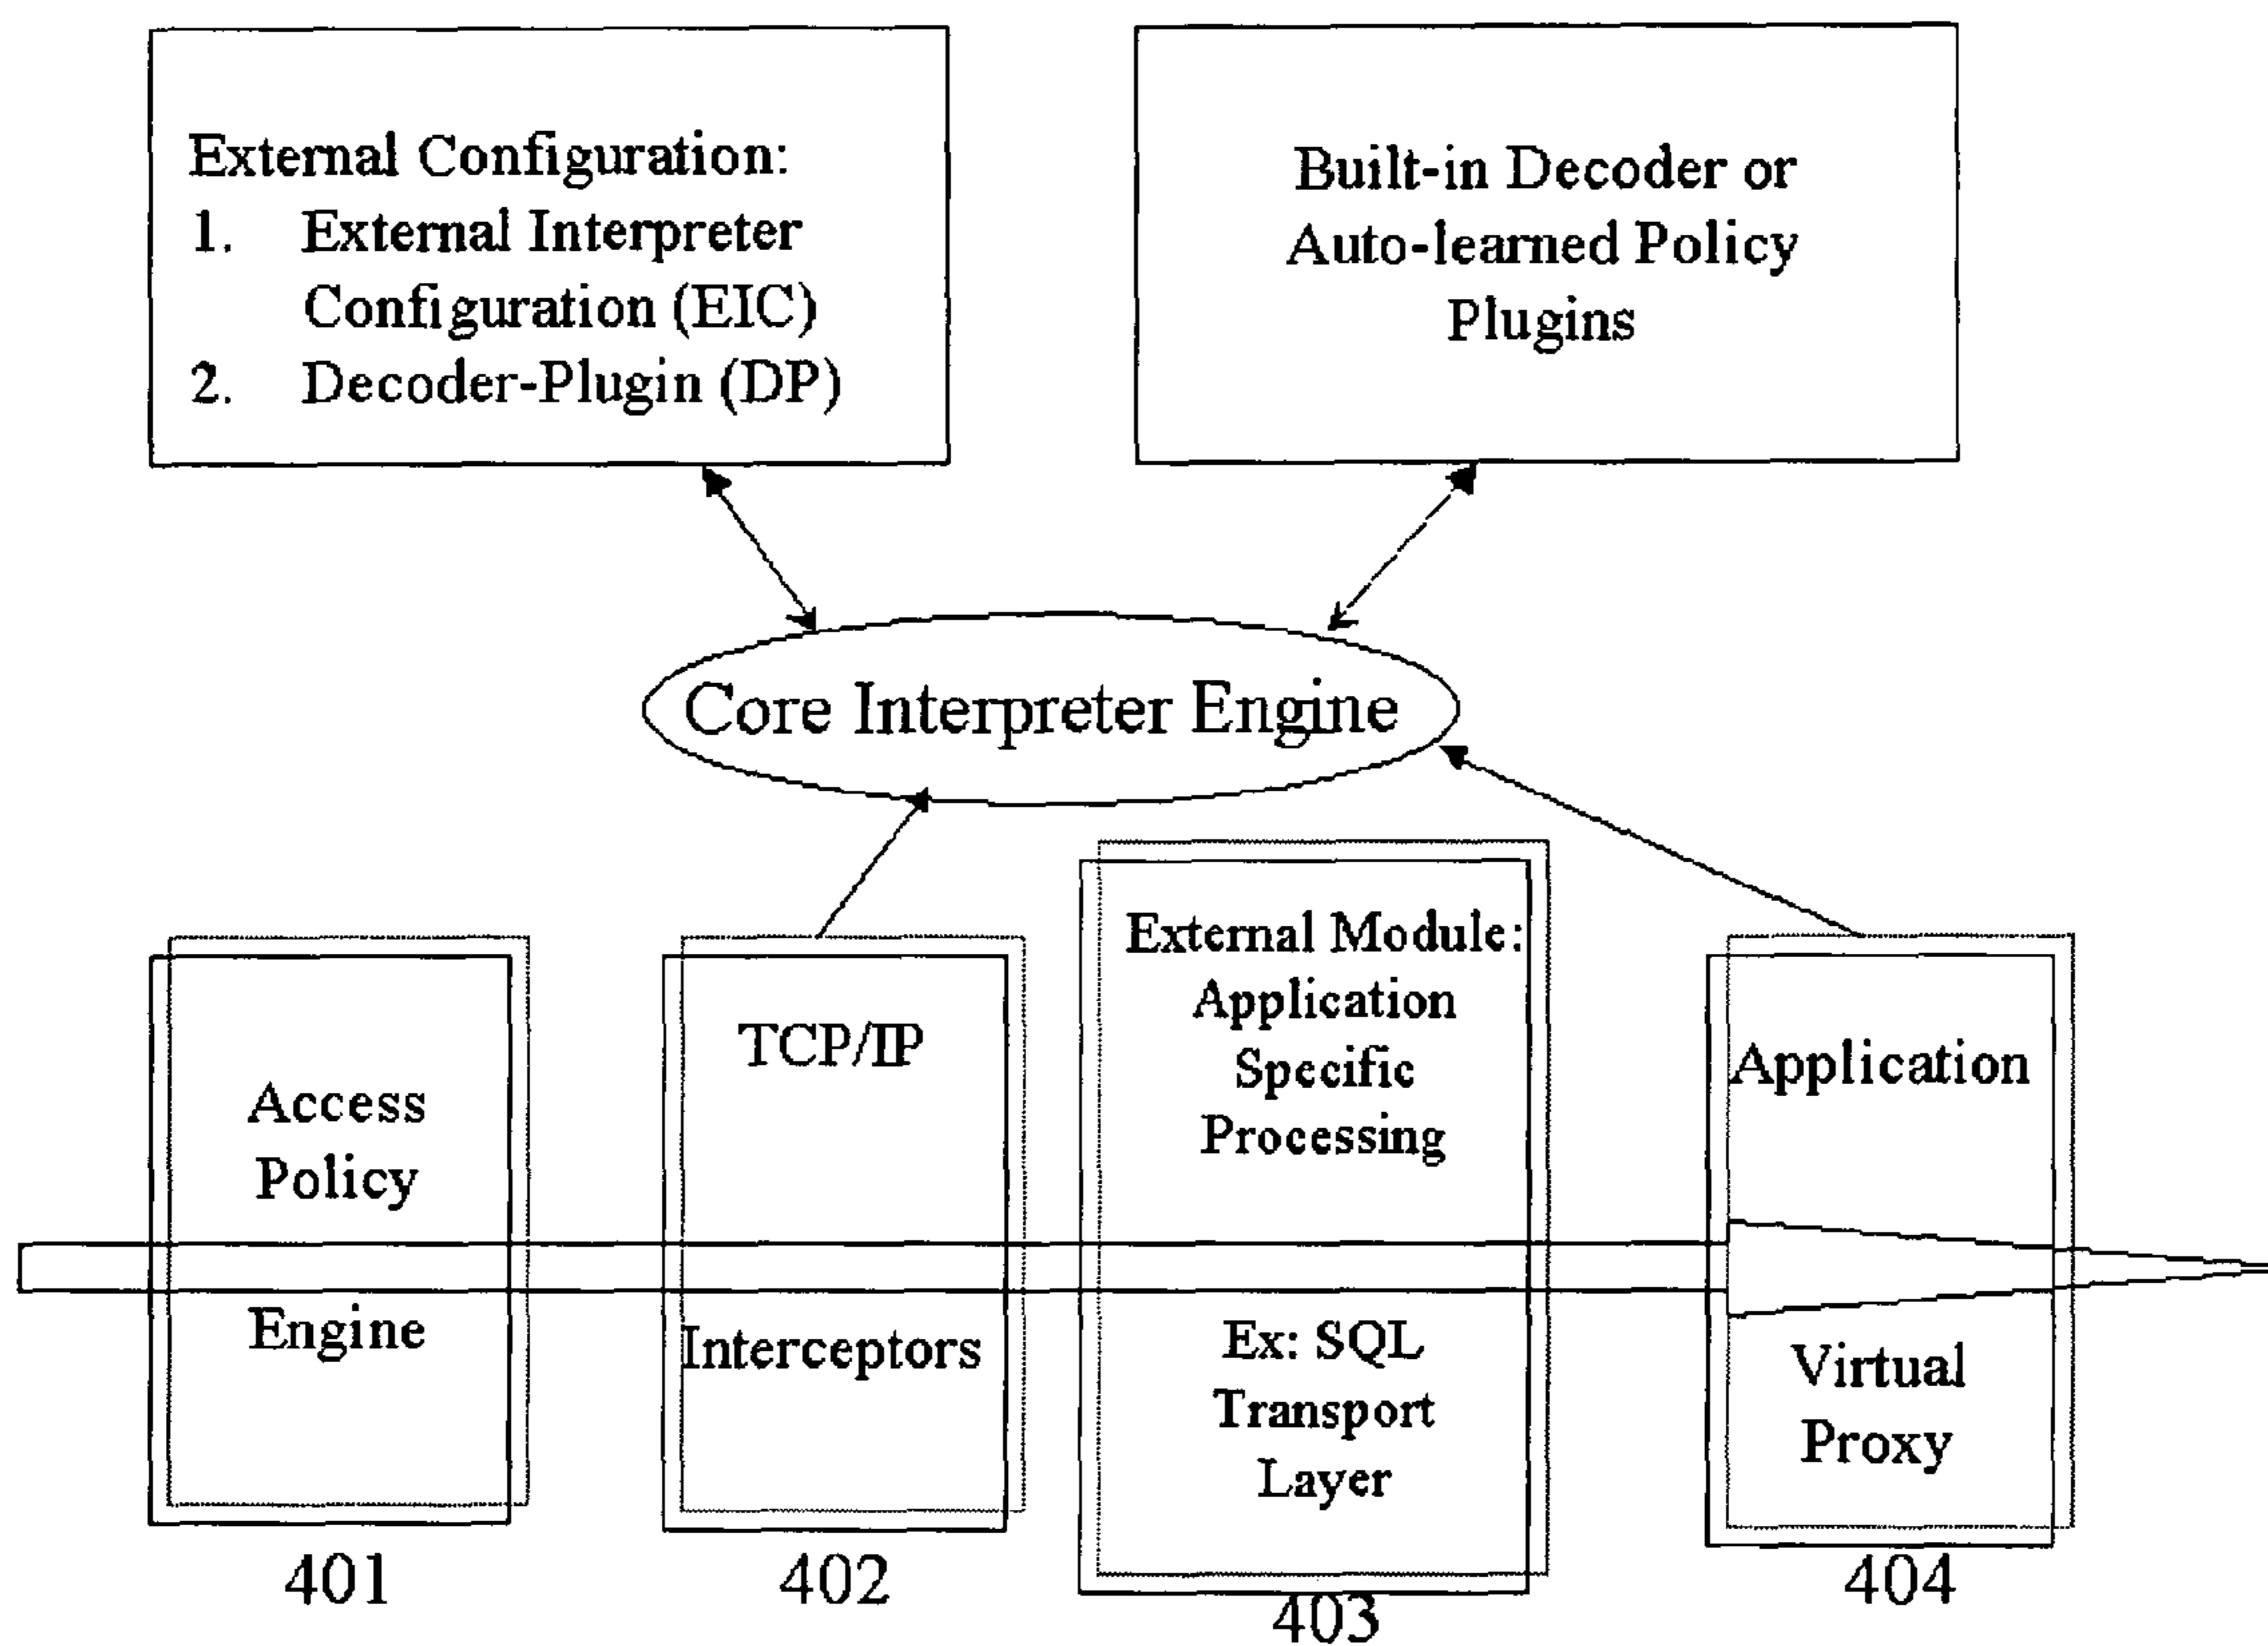 External Configuration:
1. External Interpreter
Configuration (EIC)
2. Decoder-Plugin (DP)
Built-in Decoder or
Auto-learned Policy
Plugins
Core Interpreter Engine
Access
Policy
Engine
401
TCP/IP
Interceptors
402
External Module:
Application
Specific
Processing
Ex: SQL
Transport
Layer
403
Application
Virtual
Proxy
404